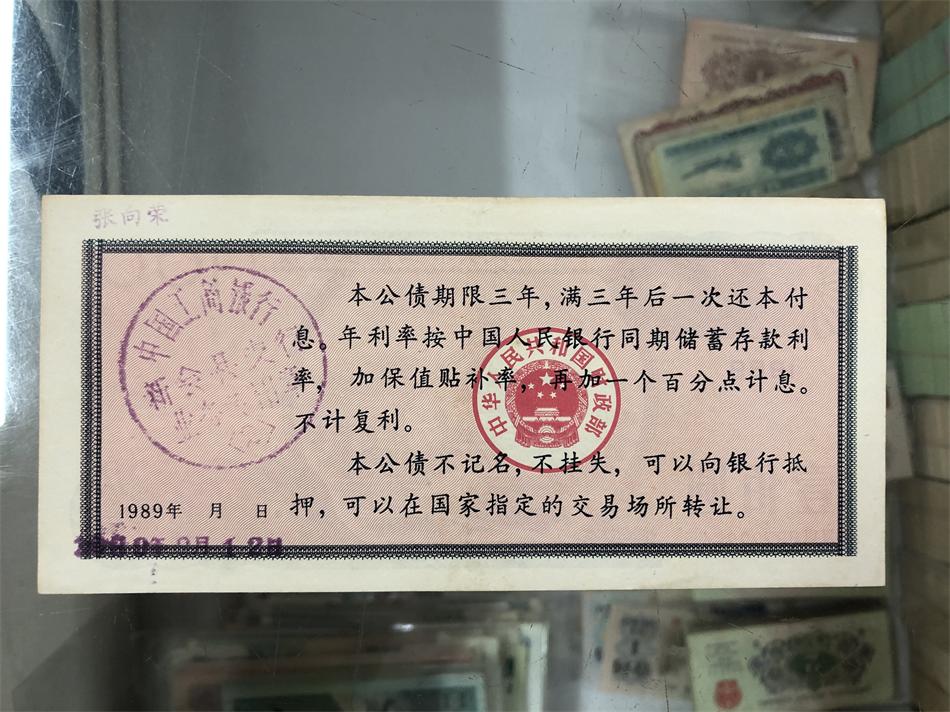 张向荣
中国工商银行
本公债期限三年,满三年后一次还本付
息。年利率按中国人民银行同期储蓄存款利
率,加保值贴补率,再加一个百分点计息。
不计复利。
中华人民共和国财政部
本公债不记名,不挂失,可以向银行抵
押,可以在国家指定的交易场所转让。
1989年 月 日